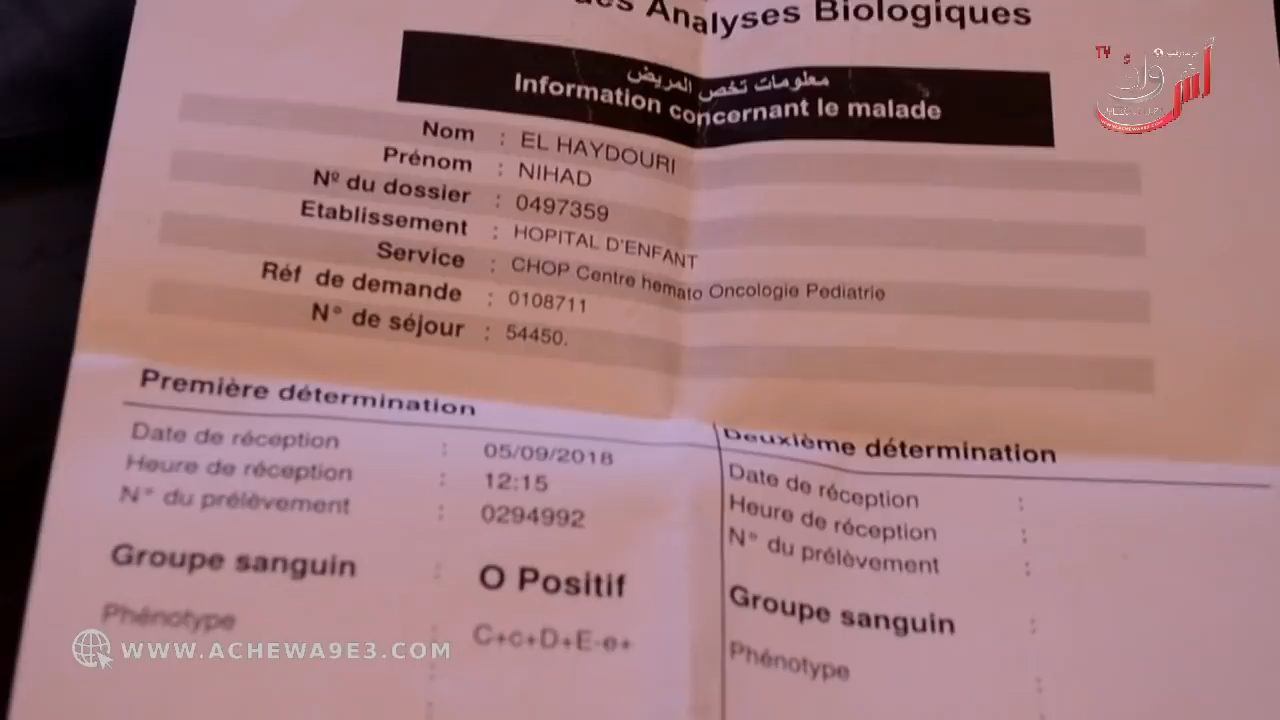 des Analyses Biologiques
معلومات تخص المريض
Information concernant le malade
Nom : EL HAYDOURI
Prénom : NIHAD
Nº du dossier : 0497359
Etablissement : HOPITAL D'ENFANT
Service : CHOP Centre hemato Oncologie Pediatrie
Réf de demande : 0108711
N° de séjour : 54450.
Première détermination
Date de réception : 05/09/2018
Heure de réception : 12:15
N° du prélèvement : 0294992
Groupe sanguin : O Positif
Phénotype : C+c+D+E-e+
Deuxième détermination
Date de réception :
Heure de réception :
N° du prélèvement :
Groupe sanguin :
Phénotype :
WWW.ACHEWA9E3.COM
TV